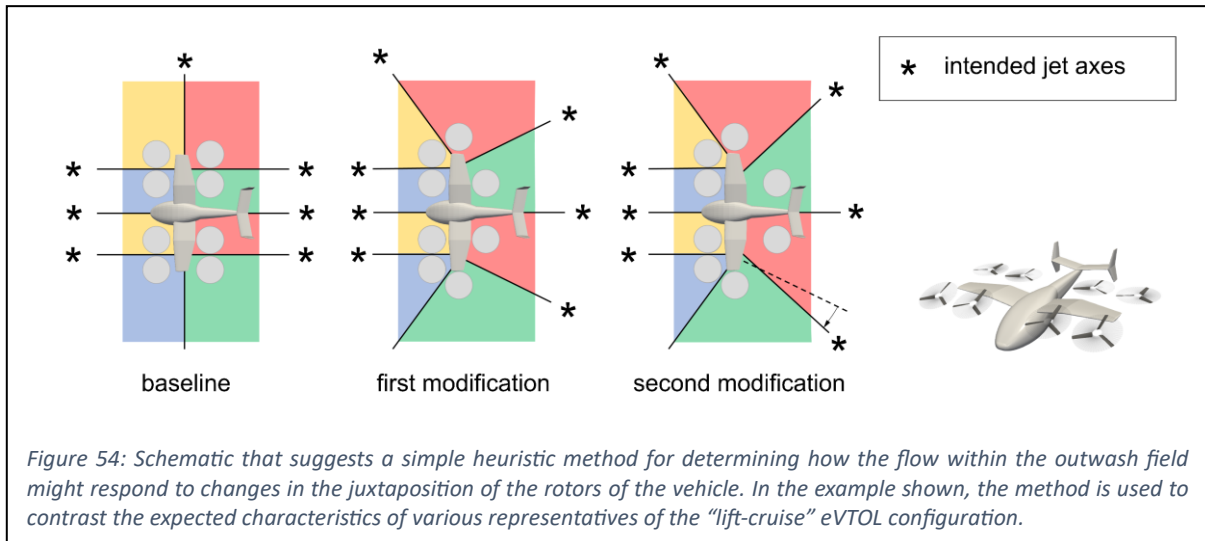 * intended jet axes
baseline
first modification
second modification
Figure 54: Schematic that suggests a simple heuristic method for determining how the flow within the outwash field
might respond to changes in the juxtaposition of the rotors of the vehicle. In the example shown, the method is used to
contrast the expected characteristics of various representatives of the “lift-cruise” eVTOL configuration.